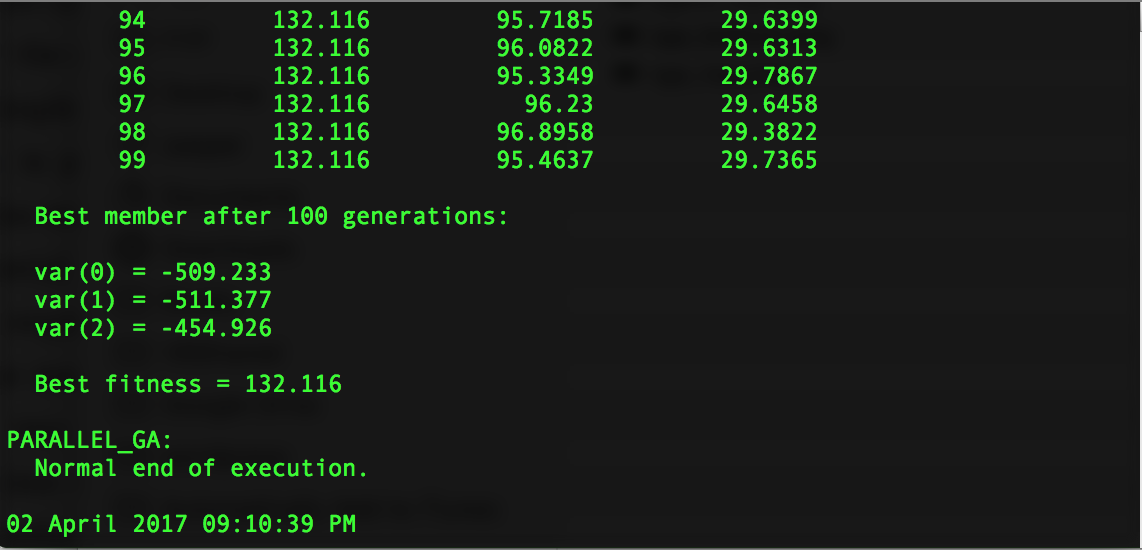 94 132.116 95.7185 29.6399
95 132.116 96.0822 29.6313
96 132.116 95.3349 29.7867
97 132.116 96.23 29.6458
98 132.116 96.8958 29.3822
99 132.116 95.4637 29.7365
Best member after 100 generations:
var(0) = -509.233
var(1) = -511.377
var(2) = -454.926
Best fitness = 132.116
PARALLEL_GA:
Normal end of execution.
02 April 2017 09:10:39 PM